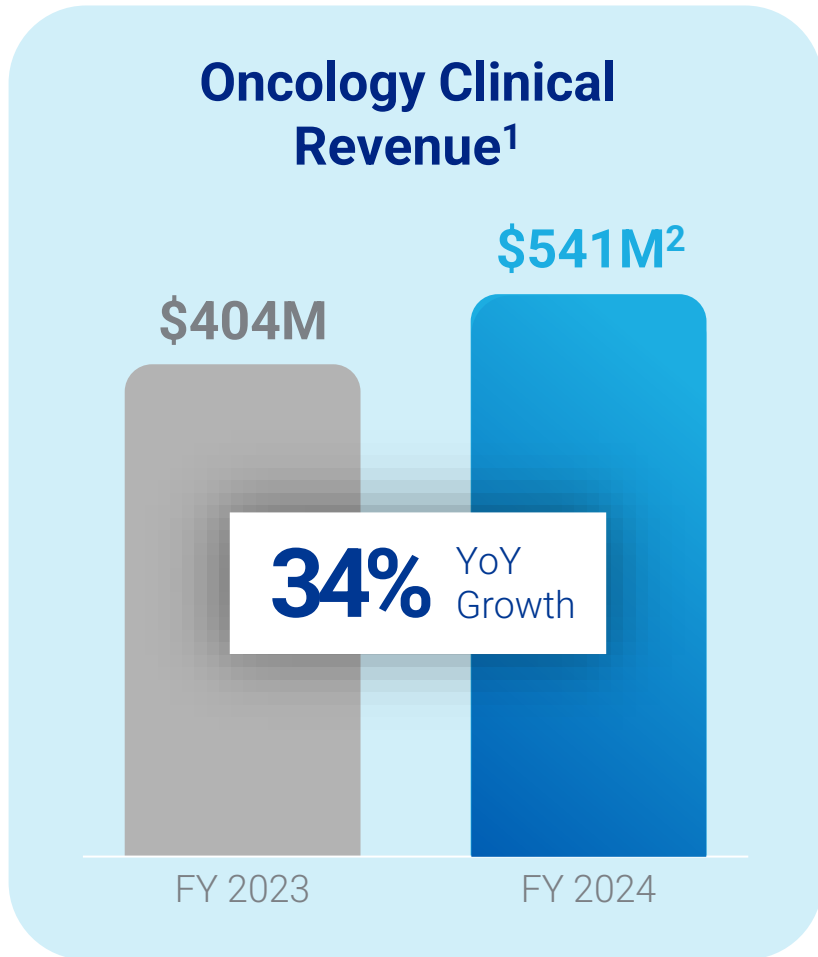 Oncology Clinical
Revenue¹
$541M²
$404M
34% YoY
Growth
FY 2023 FY 2024